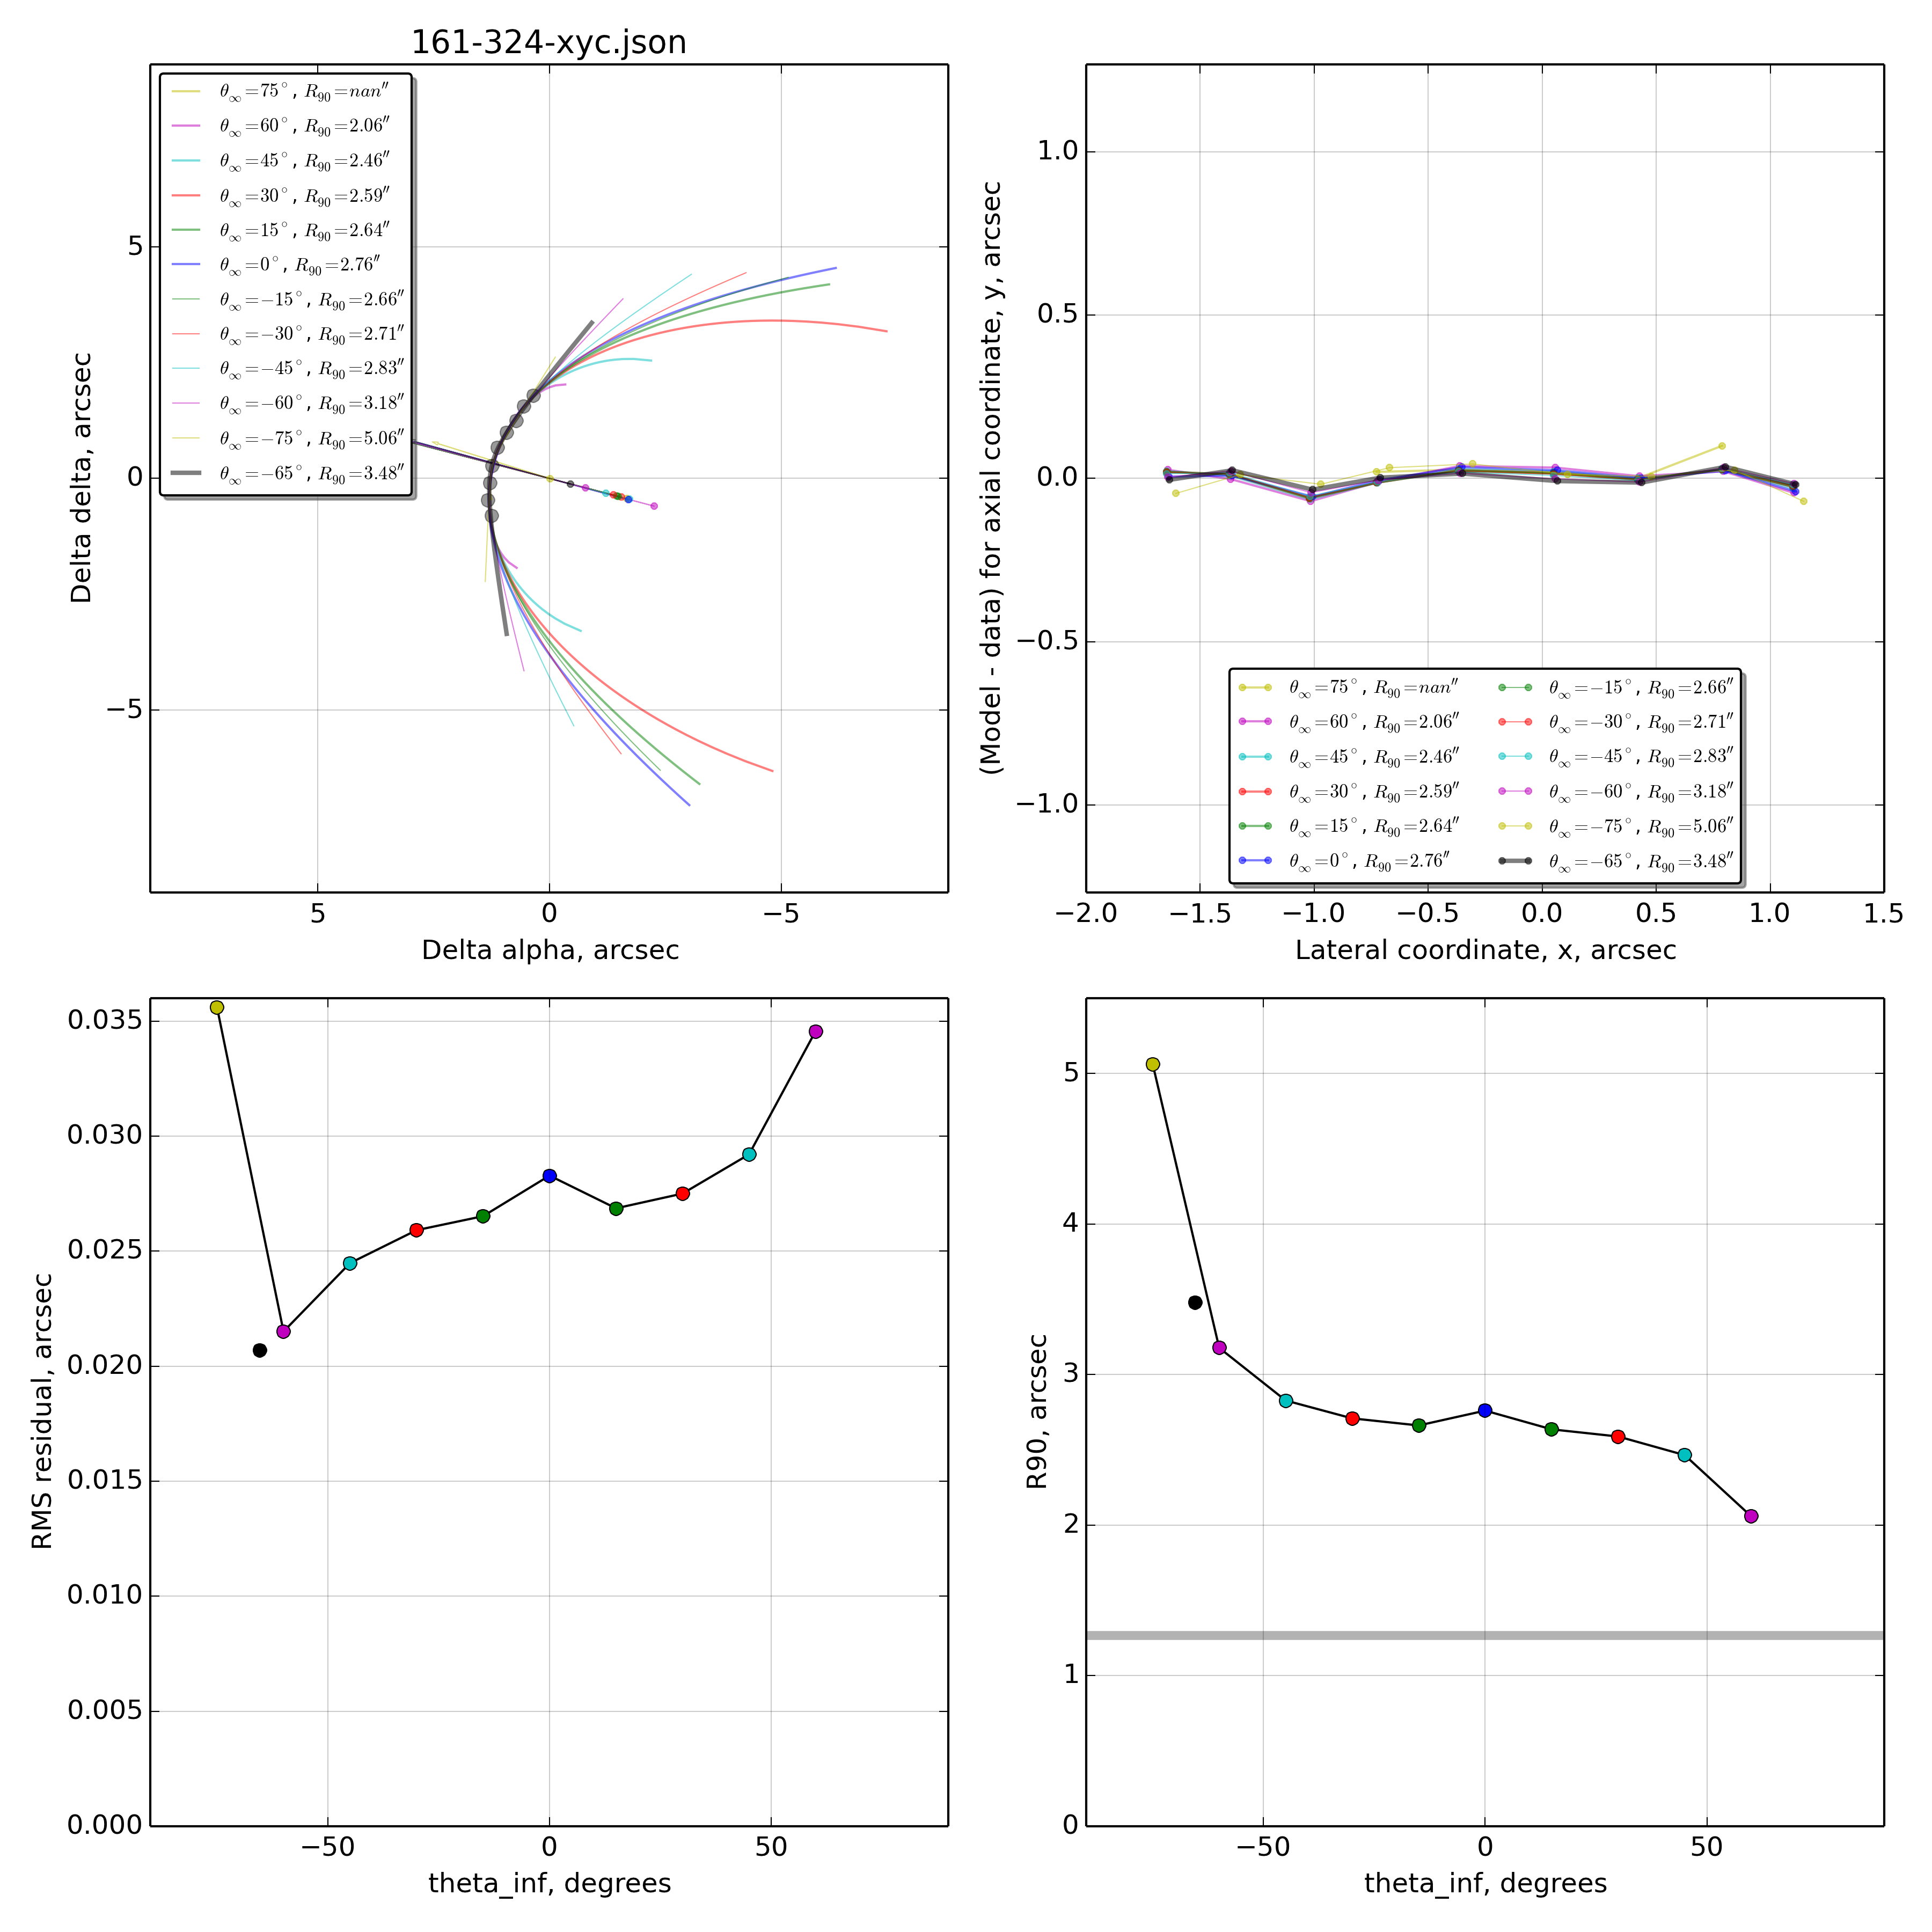 161-324-xyc.json
θ∞=75°, R90=nan″
θ∞=60°, R90=2.06″
θ∞=45°, R90=2.46″
θ∞=30°, R90=2.59″
θ∞=15°, R90=2.64″
θ∞=0°, R90=2.76″
θ∞=−15°, R90=2.66″
θ∞=−30°, R90=2.71″
θ∞=−45°, R90=2.83″
θ∞=−60°, R90=3.18″
θ∞=−75°, R90=5.06″
θ∞=−65°, R90=3.48″
5
0
−5
Delta delta, arcsec
5 0 −5
Delta alpha, arcsec
1.0
0.5
0.0
−0.5
−1.0
(Model - data) for axial coordinate, y, arcsec
θ∞=75°, R90=nan″ θ∞=−15°, R90=2.66″
θ∞=60°, R90=2.06″ θ∞=−30°, R90=2.71″
θ∞=45°, R90=2.46″ θ∞=−45°, R90=2.83″
θ∞=30°, R90=2.59″ θ∞=−60°, R90=3.18″
θ∞=15°, R90=2.64″ θ∞=−75°, R90=5.06″
θ∞=0°, R90=2.76″ θ∞=−65°, R90=3.48″
−2.0 −1.5 −1.0 −0.5 0.0 0.5 1.0 1.5
Lateral coordinate, x, arcsec
0.035
0.030
0.025
0.020
0.015
0.010
0.005
0.000
RMS residual, arcsec
−50 0 50
theta_inf, degrees
5
4
3
2
1
0
R90, arcsec
−50 0 50
theta_inf, degrees